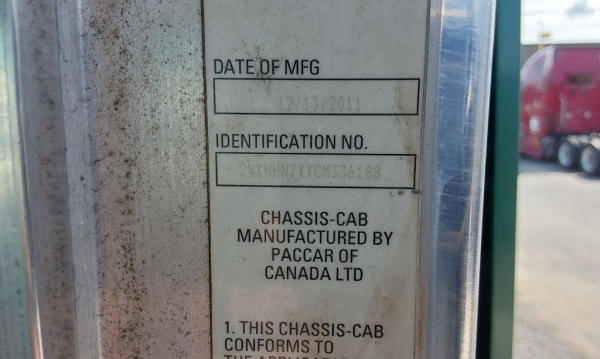 DATE OF MFG
12/13/2011
IDENTIFICATION NO.
2NKHHN7XXCM336188
CHASSIS-CAB
MANUFACTURED BY
PACCAR OF
CANADA LTD
1. THIS CHASSIS-CAB
CONFORMS TO
THE